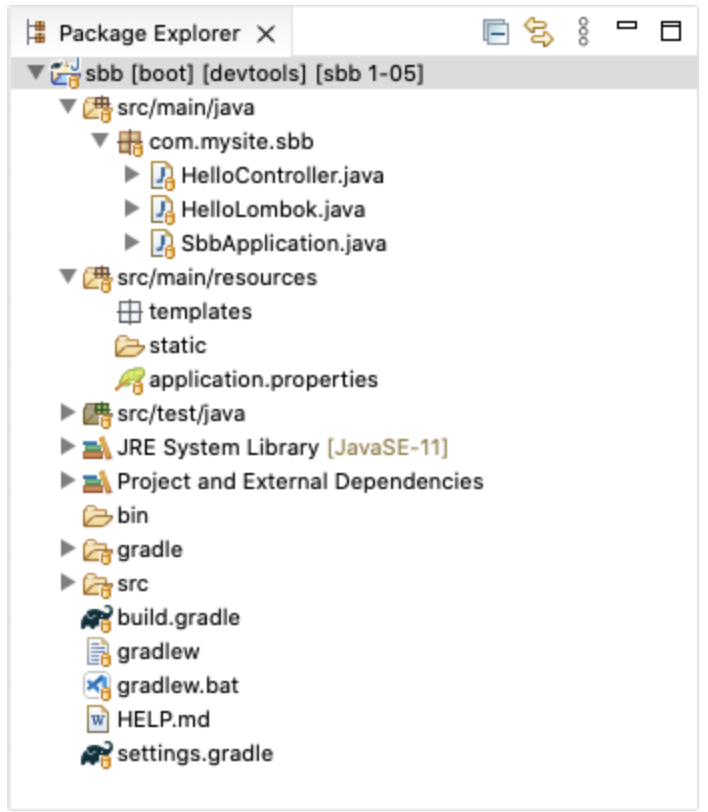 Package Explorer
sbb [boot] [devtools] [sbb 1-05]
src/main/java
com.mysite.sbb
HelloController.java
HelloLombok.java
SbbApplication.java
src/main/resources
templates
static
application.properties
src/test/java
JRE System Library [JavaSE-11]
Project and External Dependencies
bin
gradle
src
build.gradle
gradlew
gradlew.bat
HELP.md
settings.gradle